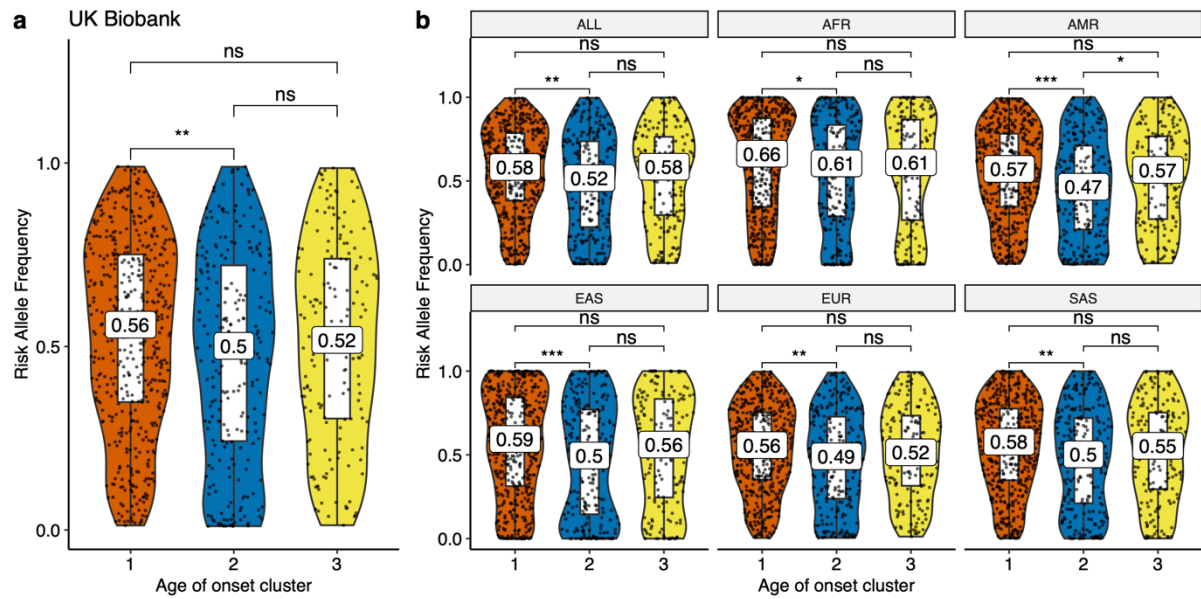 a
UK Biobank
ns
ns
**
Risk Allele Frequency
1.0
0.5
0.0
0.56
0.5
0.52
1
2
3
Age of onset cluster
b
ALL
AFR
AMR
ns
**
ns
ns
*
ns
ns
***
*
Risk Allele Frequency
1.0
0.5
0.0
0.58
0.52
0.58
0.66
0.61
0.61
0.57
0.47
0.57
EAS
EUR
SAS
ns
***
ns
ns
**
ns
ns
**
ns
1.0
0.5
0.0
0.59
0.5
0.56
0.56
0.49
0.52
0.58
0.5
0.55
1
2
3
1
2
3
1
2
3
Age of onset cluster